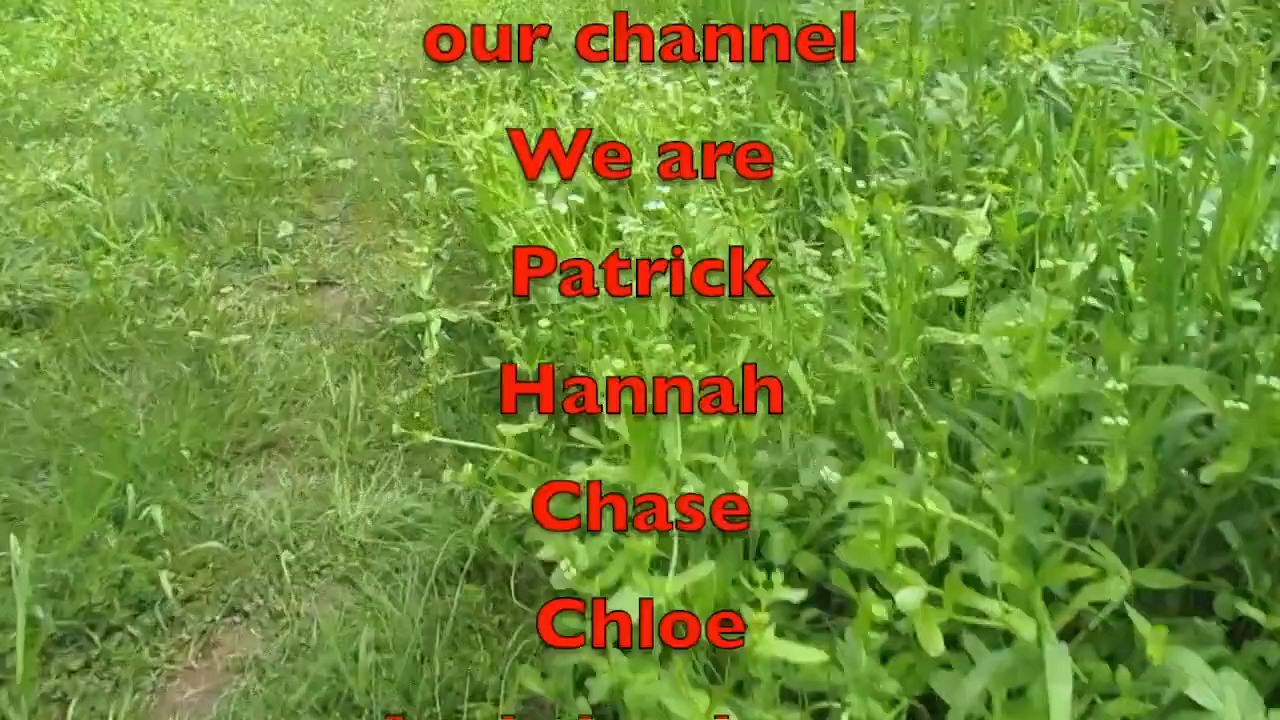 our channel
We are
Patrick
Hannah
Chase
Chloe